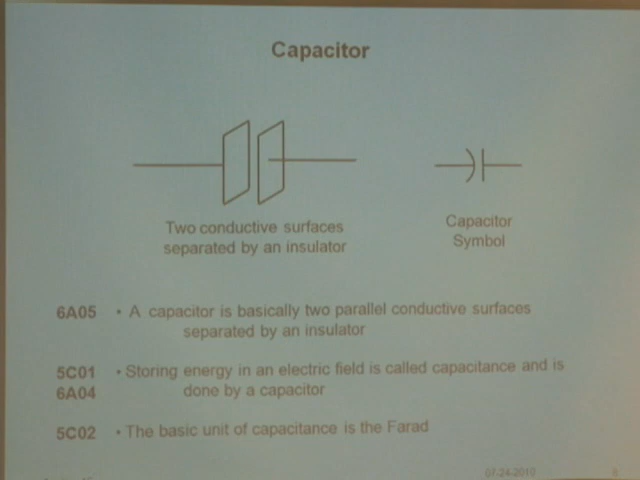 Capacitor
Two conductive surfaces
separated by an insulator
Capacitor
Symbol
6A05 • A capacitor is basically two parallel conductive surfaces
separated by an insulator
5C01 • Storing energy in an electric field is called capacitance and is
6A04 done by a capacitor
5C02 • The basic unit of capacitance is the Farad
07-24-2010